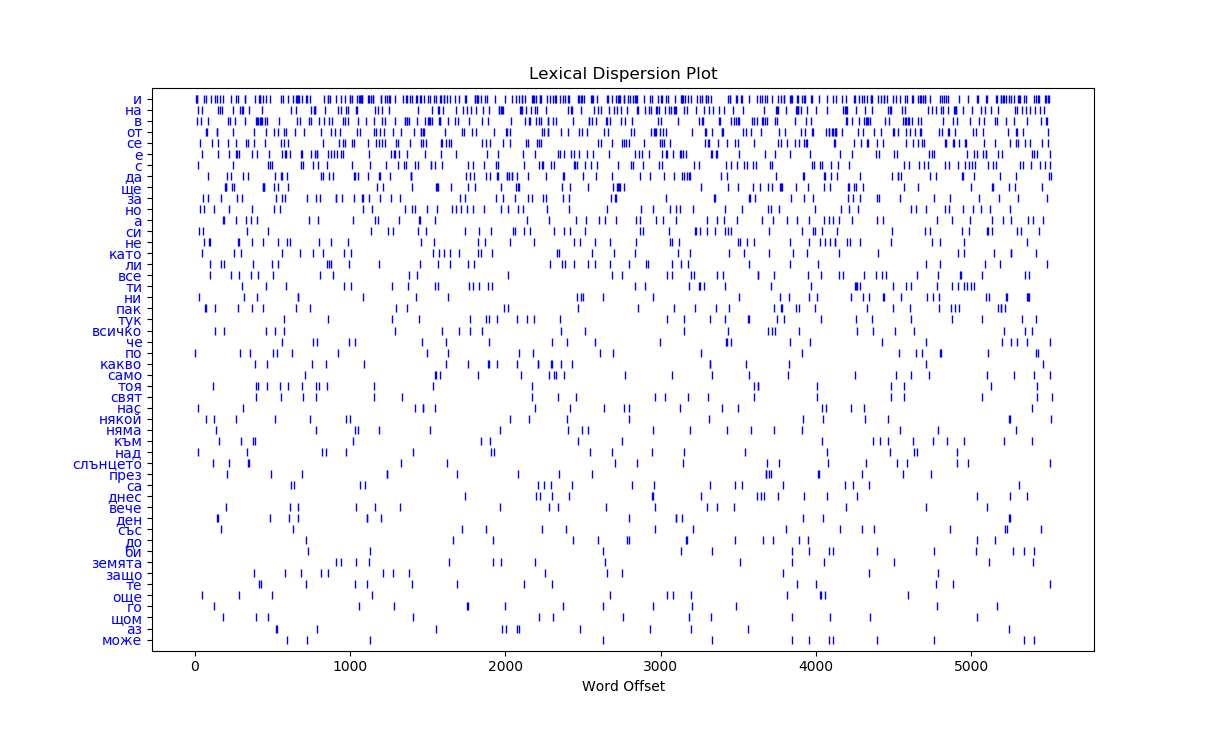 Lexical Dispersion Plot
и
на
в
от
се
е
с
да
ще
за
но
а
си
не
като
ли
все
ти
ни
пак
тук
всичко
че
по
какво
само
тоя
свят
нас
някой
няма
към
над
слънцето
през
са
днес
вече
ден
със
до
би
земята
защо
те
още
го
щом
аз
може
0 1000 2000 3000 4000 5000
Word Offset